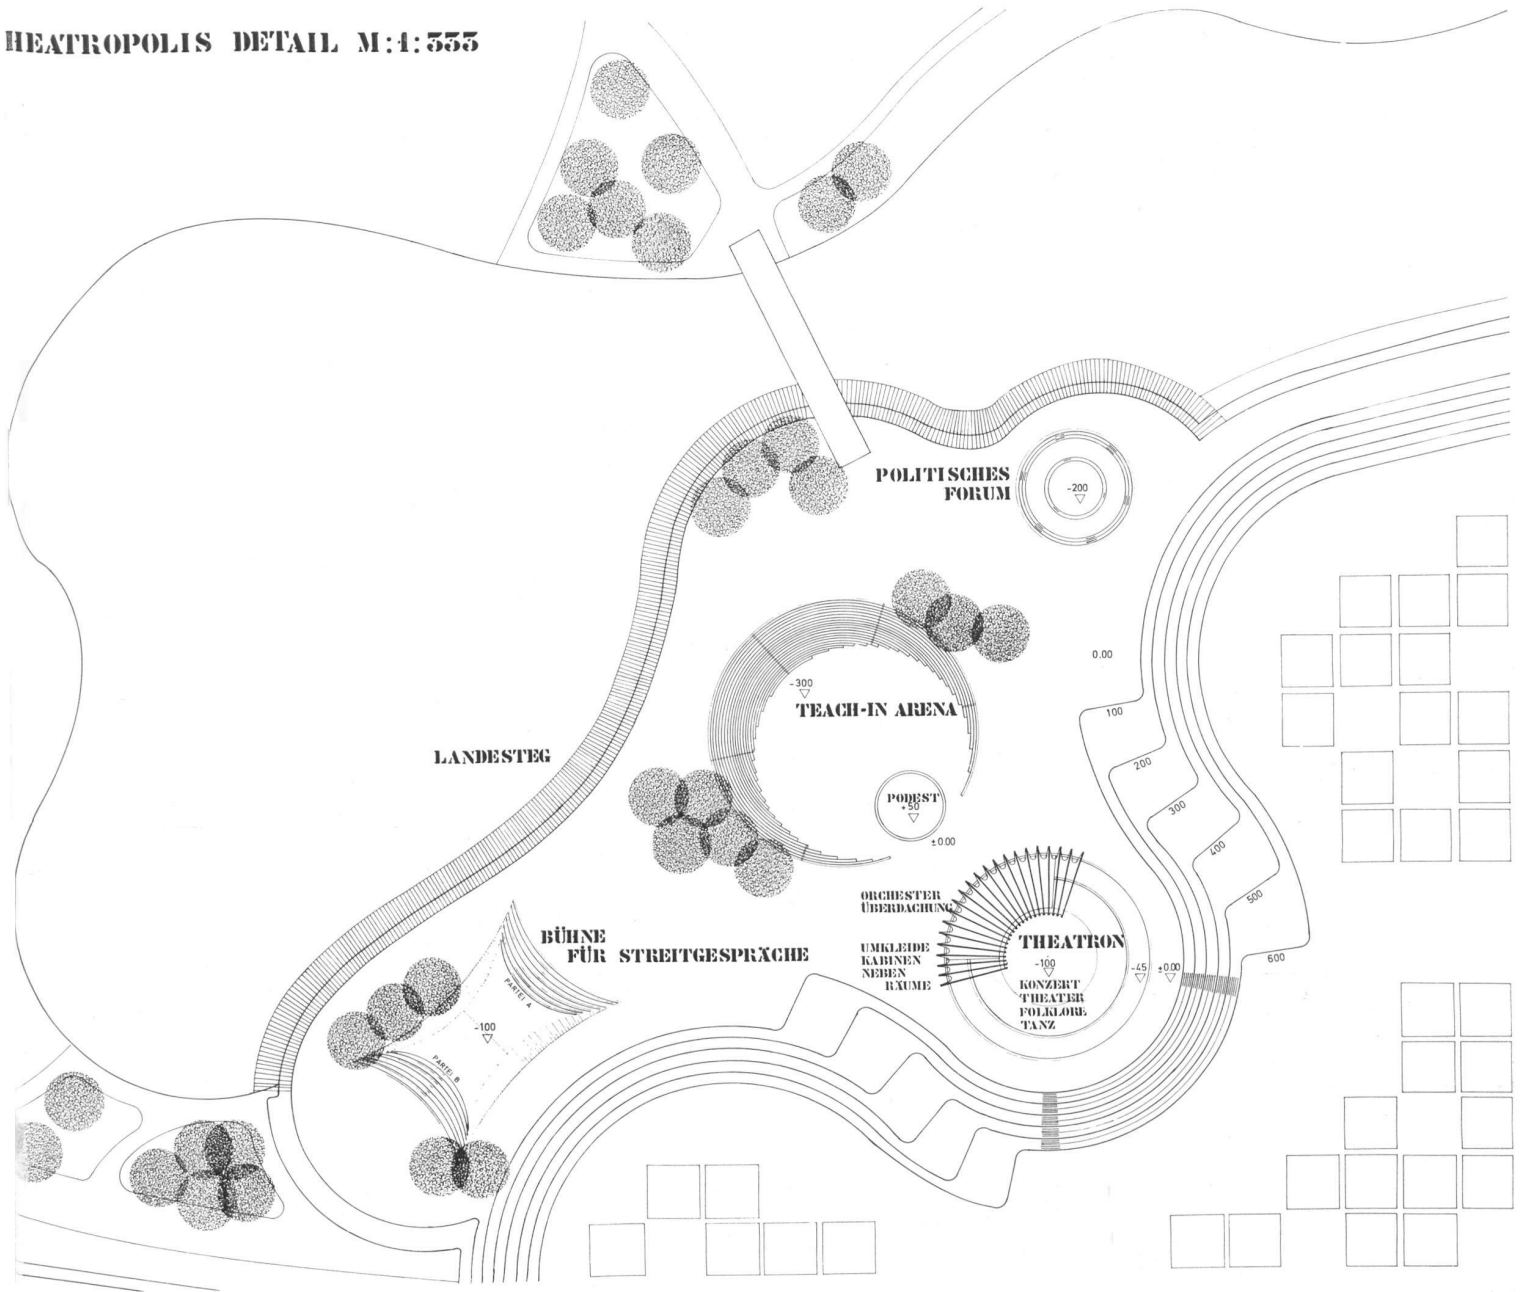 HEATROPOLIS DETAIL M:1:333
POLITISCHES
FORUM
-200
0.00
-300
TEACH-IN ARENA
100
LANDESTEG
200
PODEST
+50
300
±0.00
400
ORCHESTER
ÜBERDACHUNG
500
BÜHNE
FÜR STREITGESPRÄCHE
THEATRON
UMKLEIDE
KABINEN
NEBEN
RÄUME
-100
-45
±0.00
600
KONZERT
THEATER
FOLKLORE
TANZ
PARTEI A
-100
PARTEI B